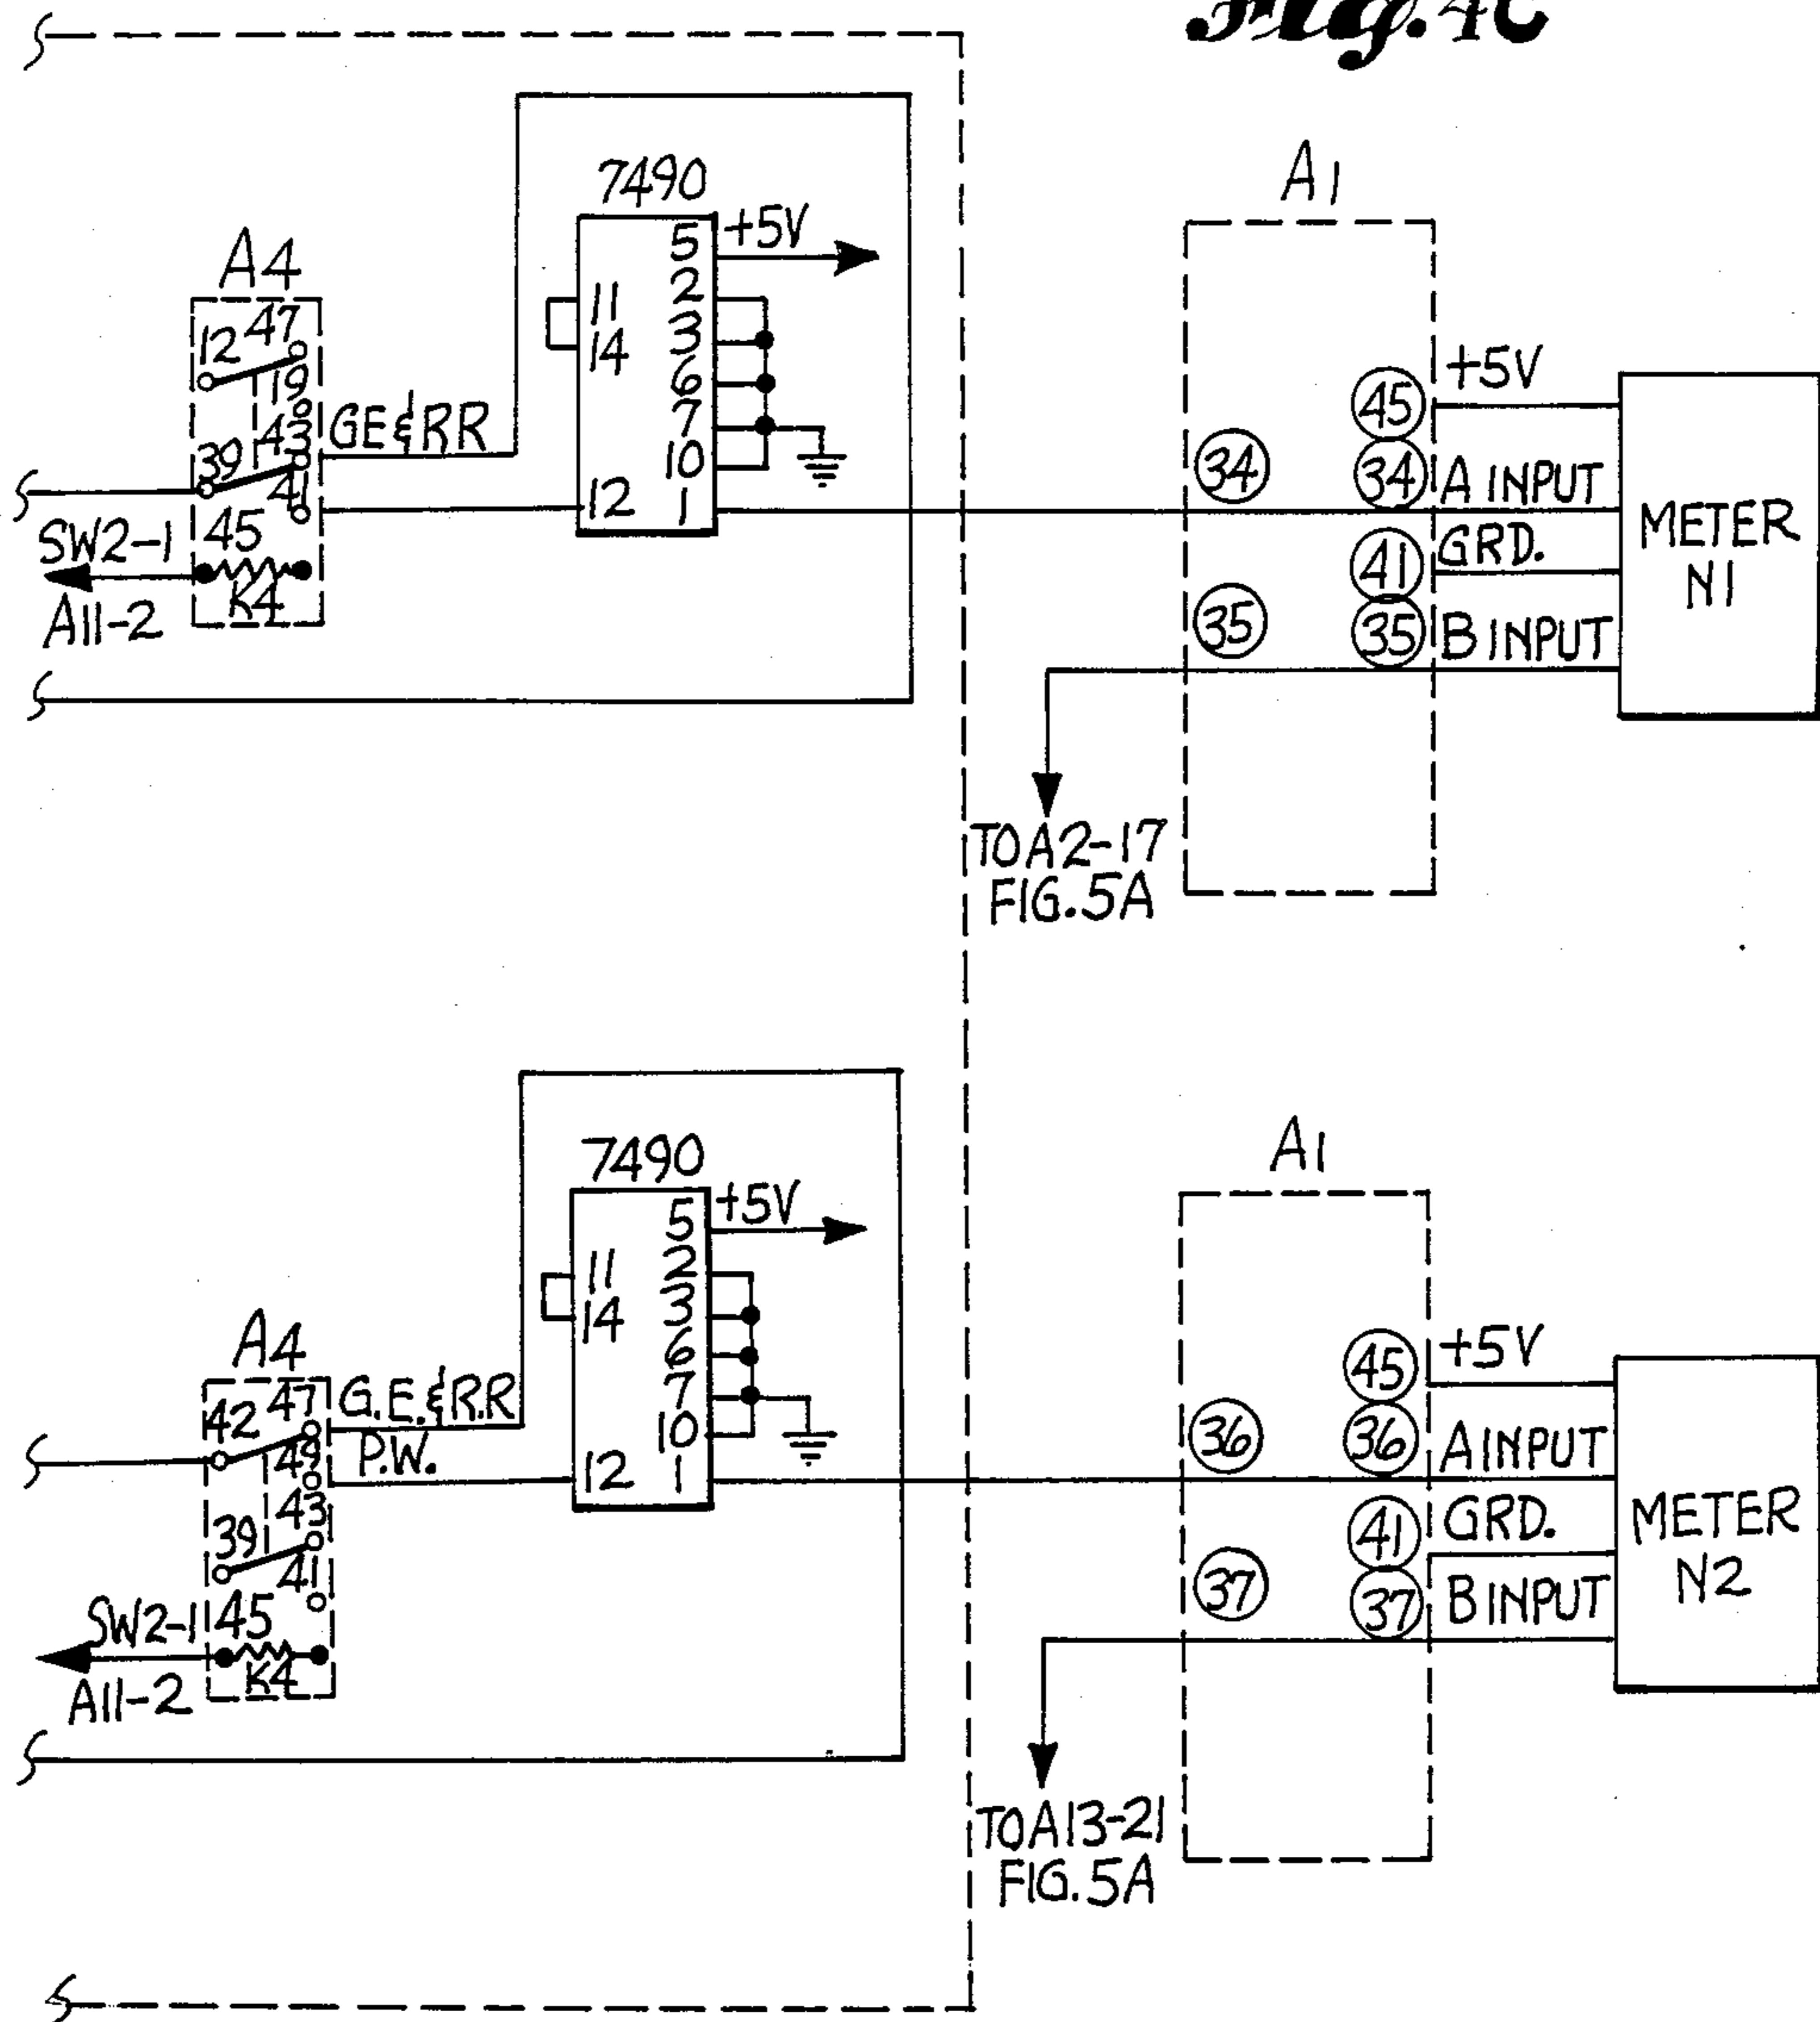 Fig. 4C
7490
A1
A4
5 +5V
11 2
14 3
6
7
10
12 1
12 47
19
43 GE&RR
39
41
45
SW2-1
K4
A11-2
45 +5V
34 34 A INPUT
41 GRD.
35 35 B INPUT
METER
N1
TO A2-17
FIG. 5A
7490
A1
A4
5 +5V
11 2
14 3
6
7
10
12 1
42 47 G.E.&R.R
49 P.W.
43
39
41
SW2-1 45
K4
A11-2
45 +5V
36 36 A INPUT
41 GRD.
37 37 B INPUT
METER
N2
TO A13-21
FIG. 5A